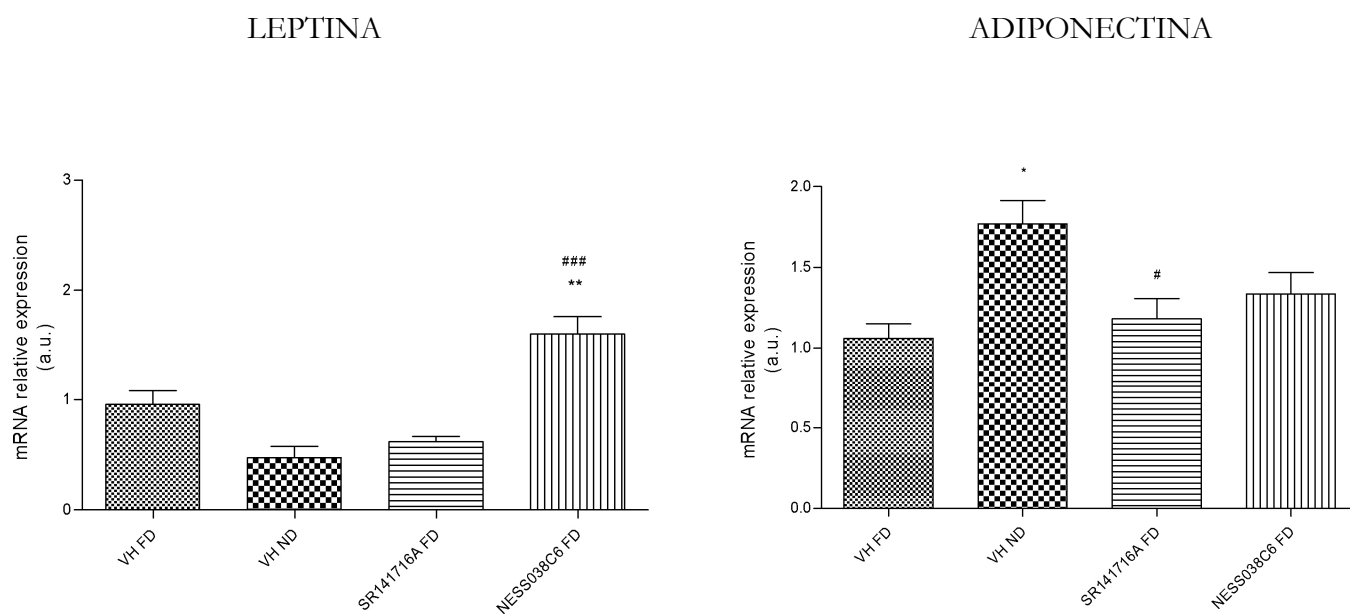 LEPTINA
mRNA relative expression
(a.u.)
3
2
1
0
###
**
VH FD
VH ND
SR141716A FD
NESS038C6 FD
ADIPONECTINA
mRNA relative expression
(a.u.)
2.0
1.5
1.0
0.5
0.0
*
#
VH FD
VH ND
SR141716A FD
NESS038C6 FD